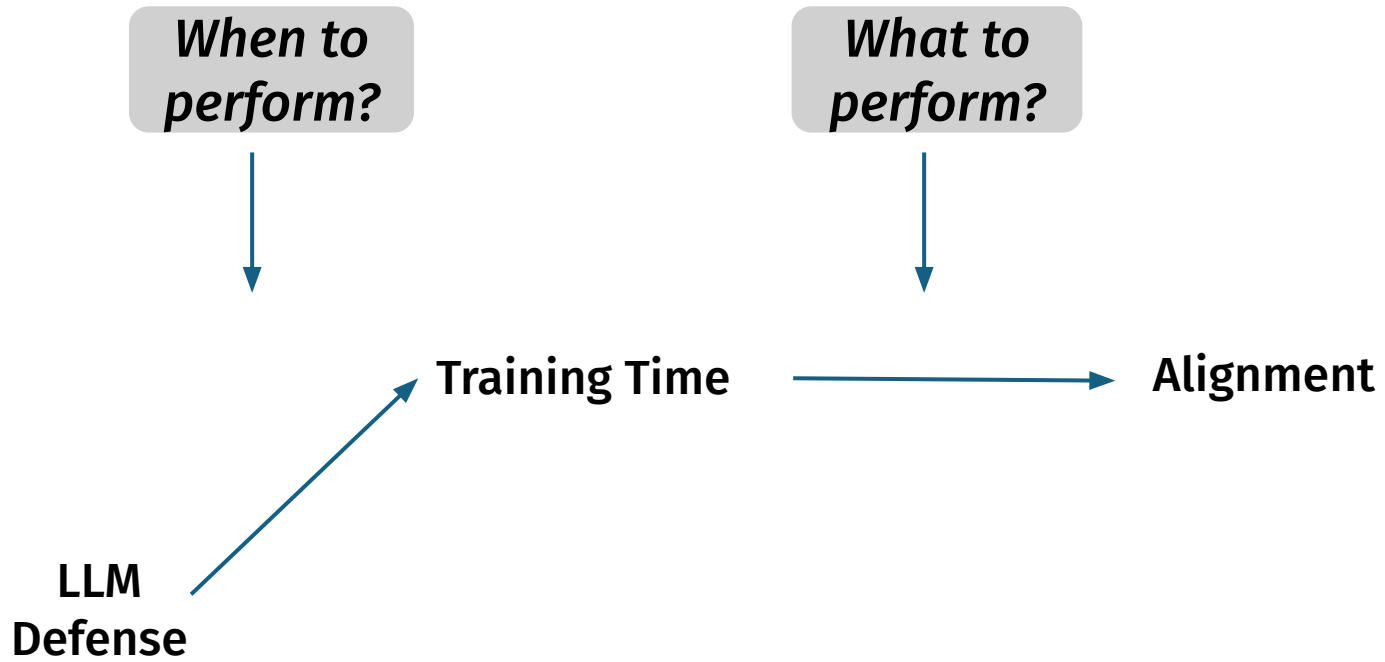 When to
perform?
What to
perform?
Training Time
Alignment
LLM
Defense